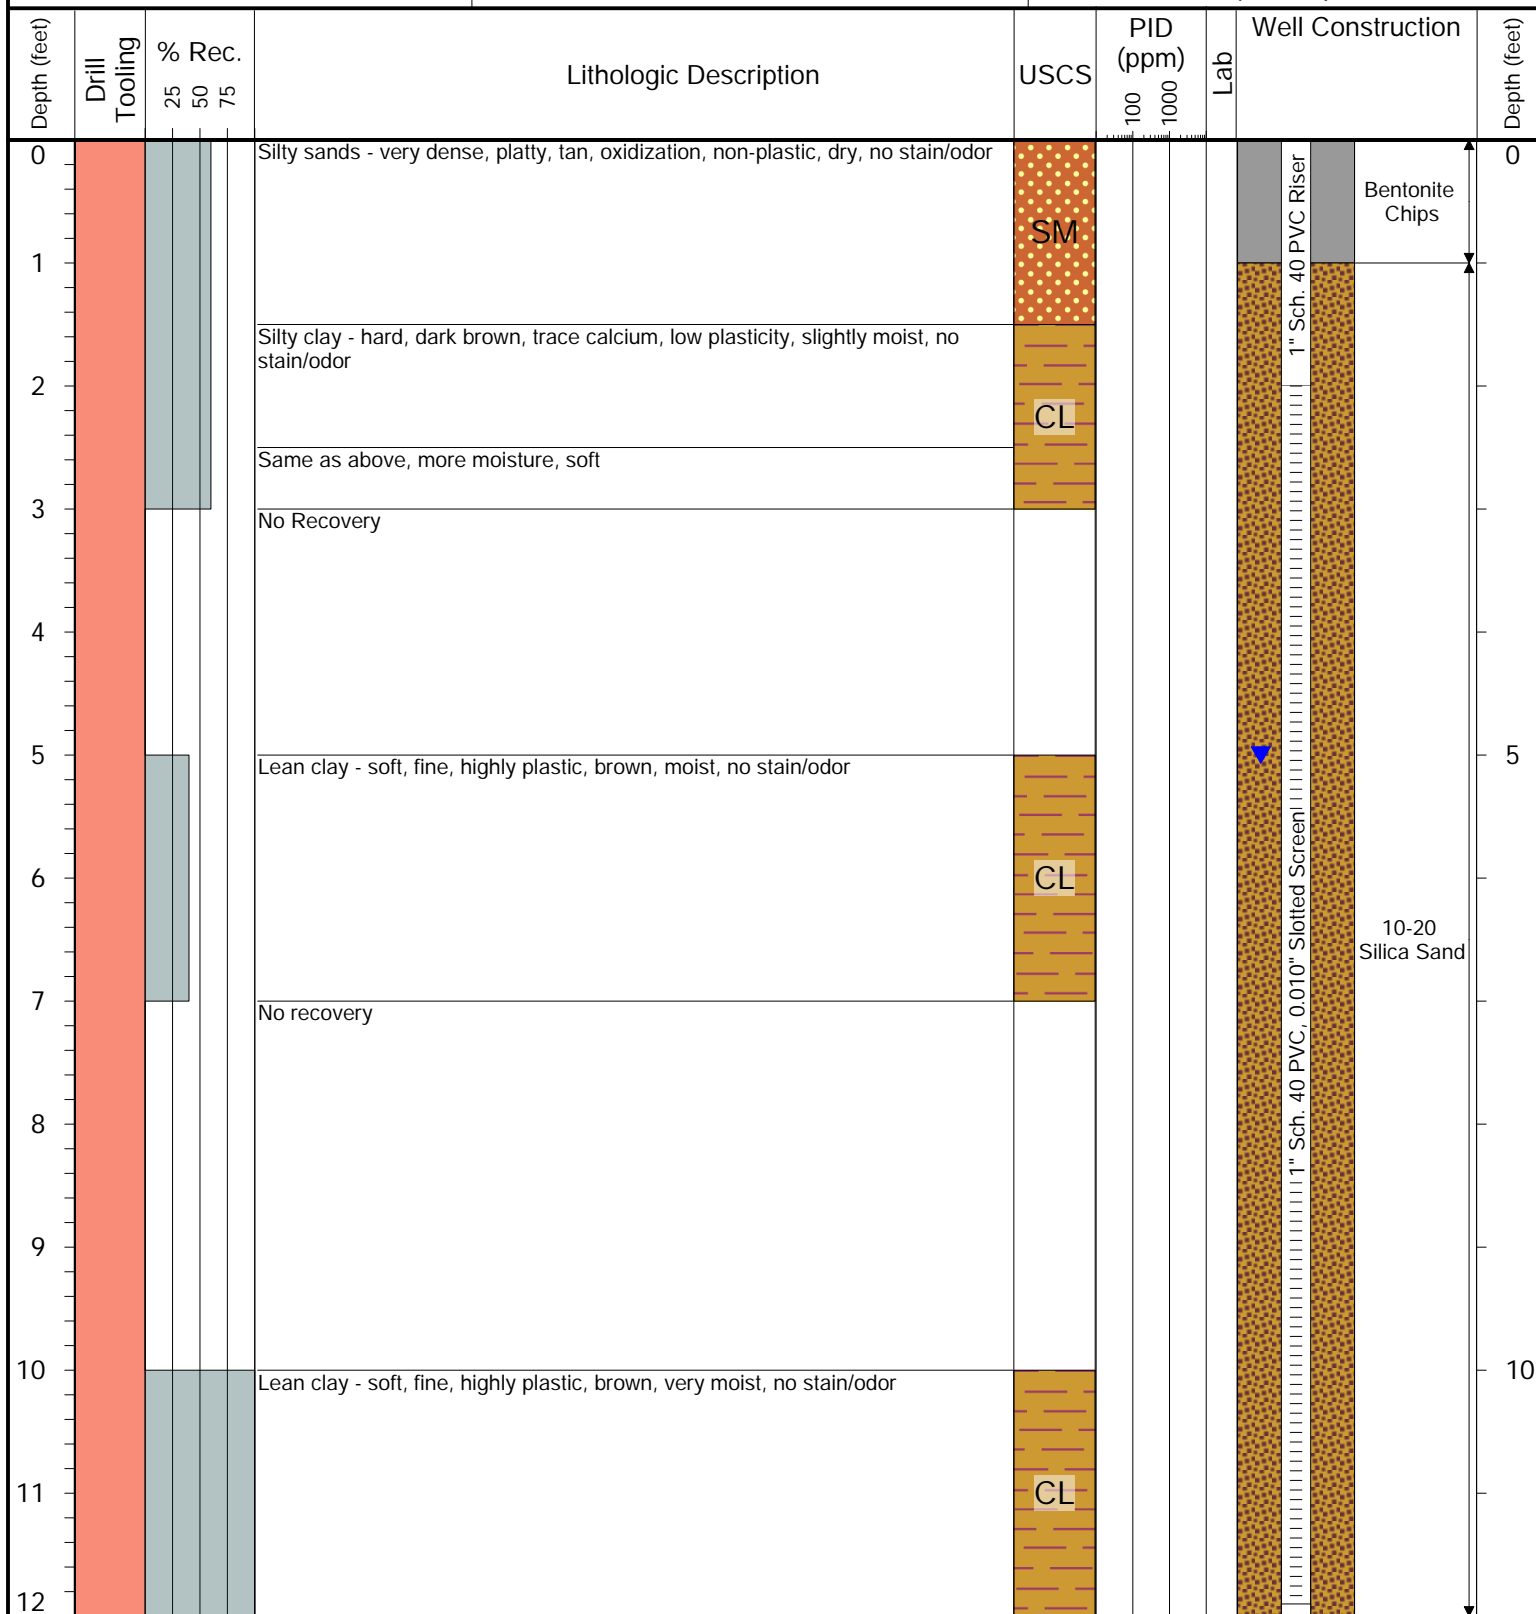 Depth (feet)
Drill
Tooling
% Rec.
25
50
75
Lithologic Description
USCS
PID
(ppm)
100
1000
Lab
Well Construction
Depth (feet)
0
Silty sands - very dense, platty, tan, oxidization, non-plastic, dry, no stain/odor
SM
1" Sch. 40 PVC Riser
Bentonite
Chips
0
1
Silty clay - hard, dark brown, trace calcium, low plasticity, slightly moist, no
stain/odor
2
CL
Same as above, more moisture, soft
3
No Recovery
4
5
Lean clay - soft, fine, highly plastic, brown, moist, no stain/odor
5
6
CL
1" Sch. 40 PVC, 0.010" Slotted Screen
10-20
Silica Sand
7
No recovery
8
9
10
Lean clay - soft, fine, highly plastic, brown, very moist, no stain/odor
10
11
CL
12